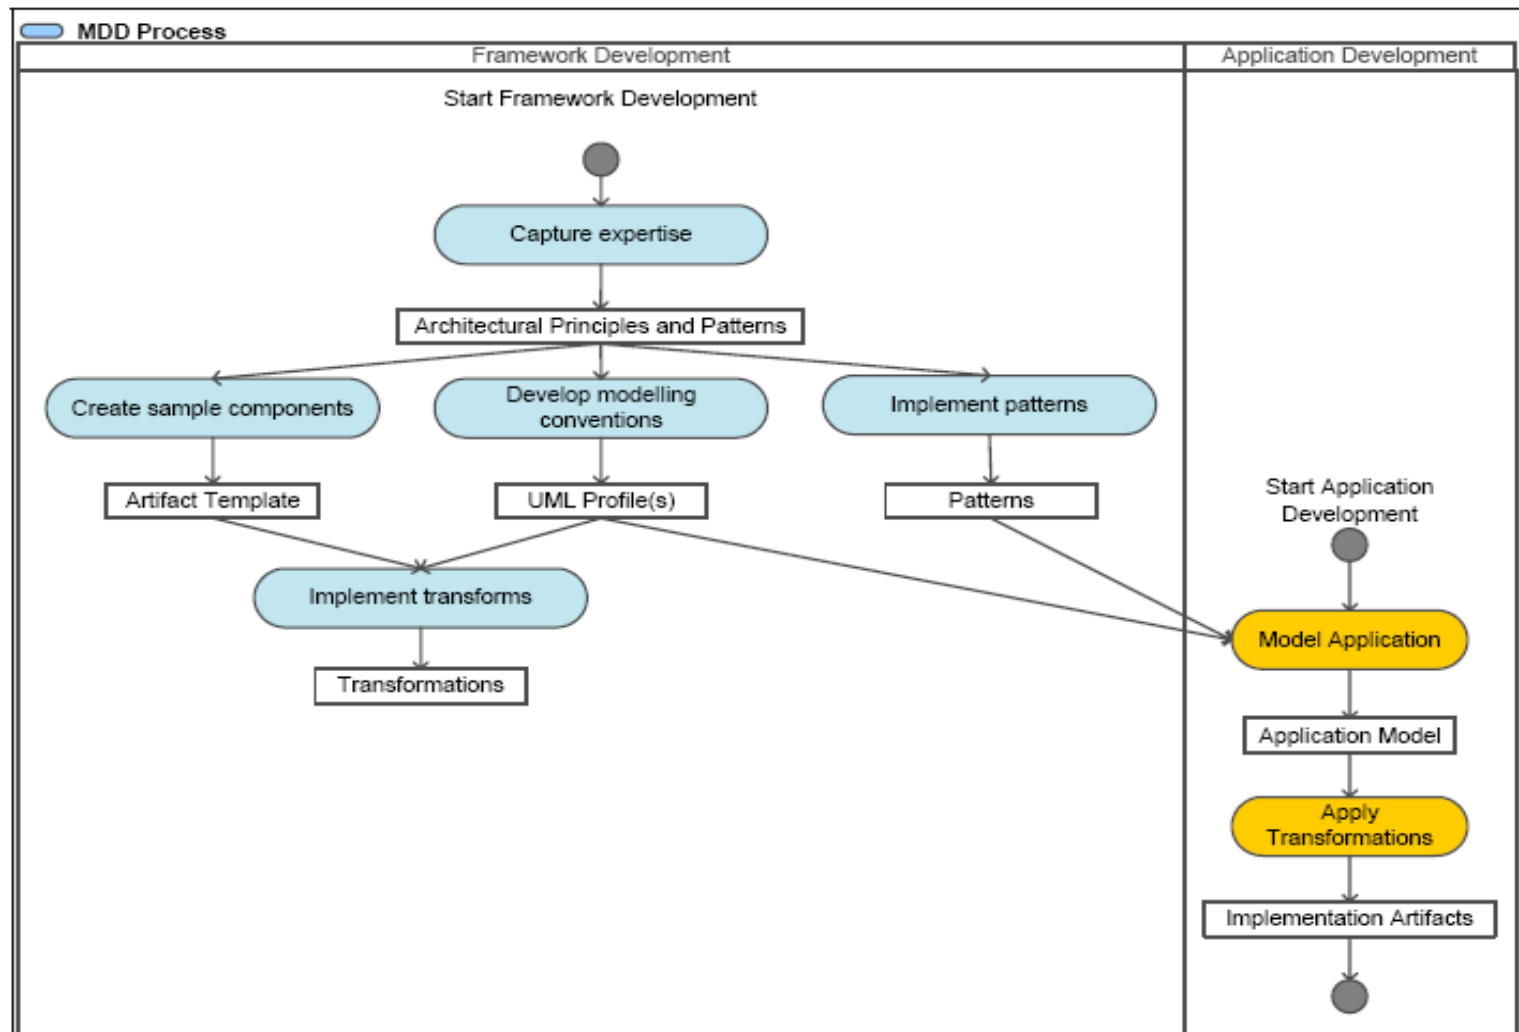 MDD Process
Framework Development
Application Development
Start Framework Development
Capture expertise
Architectural Principles and Patterns
Create sample components
Develop modelling
conventions
Implement patterns
Artifact Template
UML Profile(s)
Patterns
Start Application
Development
Implement transforms
Model Application
Transformations
Application Model
Apply
Transformations
Implementation Artifacts